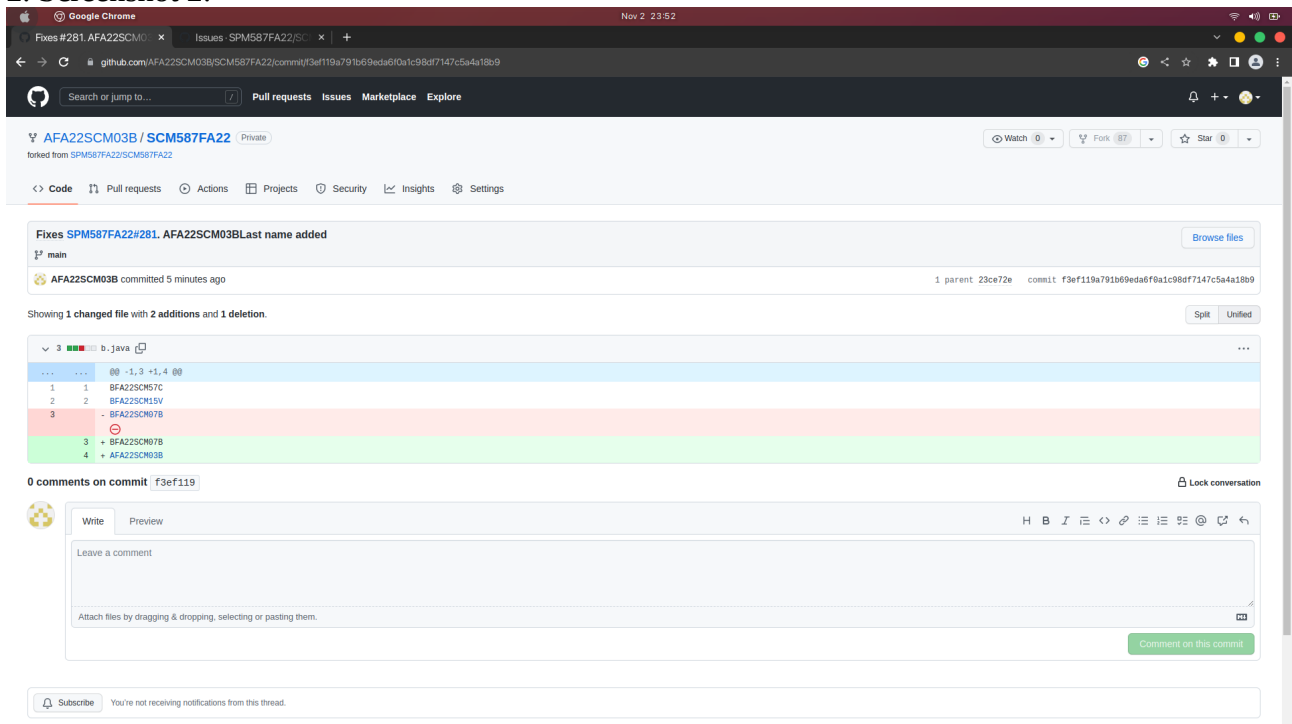 Google Chrome Nov 2 23:52
Fixes #281. AFA22SCM03 Issues · SPM587FA22/SC
github.com/AFA22SCM03B/SCM587FA22/commit/f3ef119a791b69eda6f0a1c98df7147c5a4a18b9
Search or jump to... / Pull requests Issues Marketplace Explore
AFA22SCM03B / SCM587FA22 Private Watch 0 Fork 87 Star 0
forked from SPM587FA22/SCM587FA22
Code Pull requests Actions Projects Security Insights Settings
Fixes SPM587FA22#281. AFA22SCM03BLast name added Browse files
main
AFA22SCM03B committed 5 minutes ago 1 parent 23ce72e commit f3ef119a791b69eda6f0a1c98df7147c5a4a18b9
Showing 1 changed file with 2 additions and 1 deletion. Split Unified
3 b.java ...
... ... @@ -1,3 +1,4 @@
1 1 BFA22SCM57C
2 2 BFA22SCM15V
3 - BFA22SCM07B
3 + BFA22SCM07B
4 + AFA22SCM03B
0 comments on commit f3ef119 Lock conversation
Write Preview
Leave a comment
Attach files by dragging & dropping, selecting or pasting them.
Comment on this commit
Subscribe You're not receiving notifications from this thread.